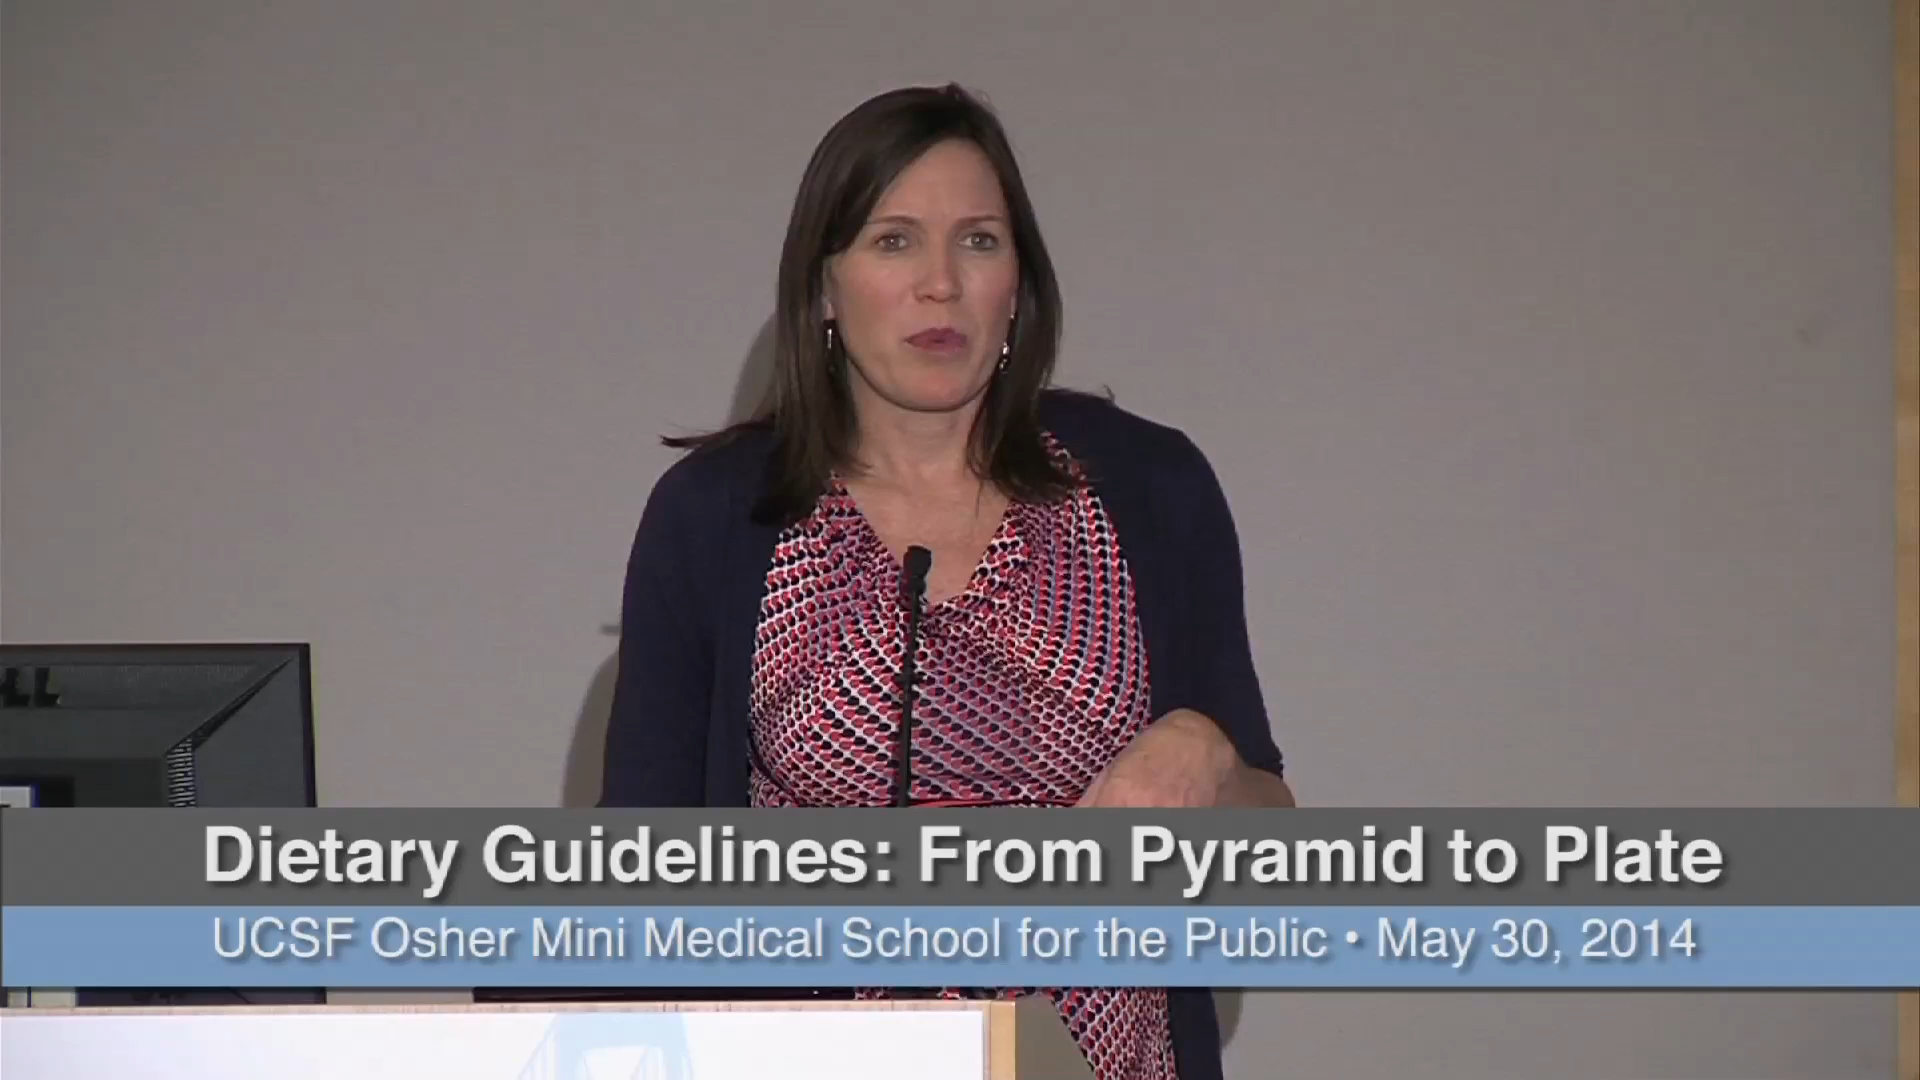 Dietary Guidelines: From Pyramid to Plate
UCSF Osher Mini Medical School for the Public • May 30, 2014